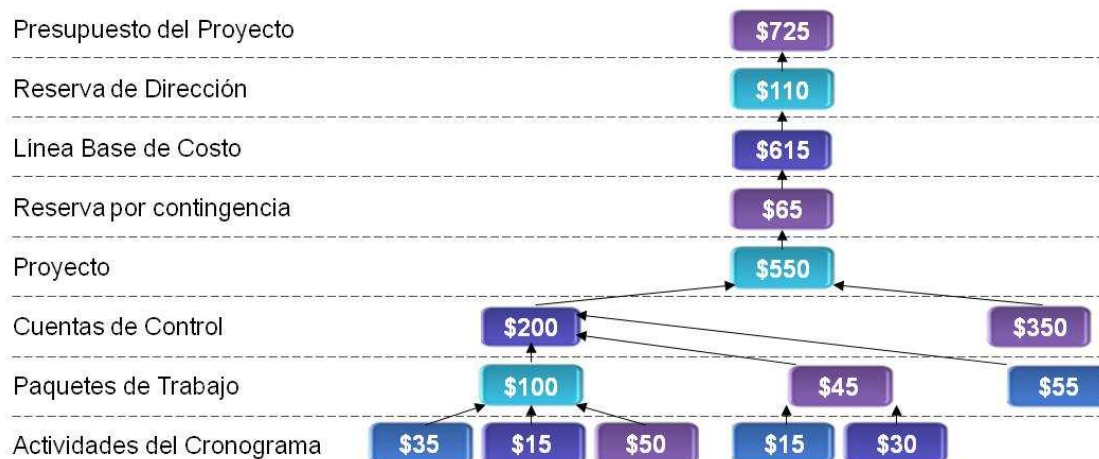 Presupuesto del Proyecto $725
Reserva de Dirección $110
Línea Base de Costo $615
Reserva por contingencia $65
Proyecto $550
Cuentas de Control $200 $350
Paquetes de Trabajo $100 $45 $55
Actividades del Cronograma $35 $15 $50 $15 $30